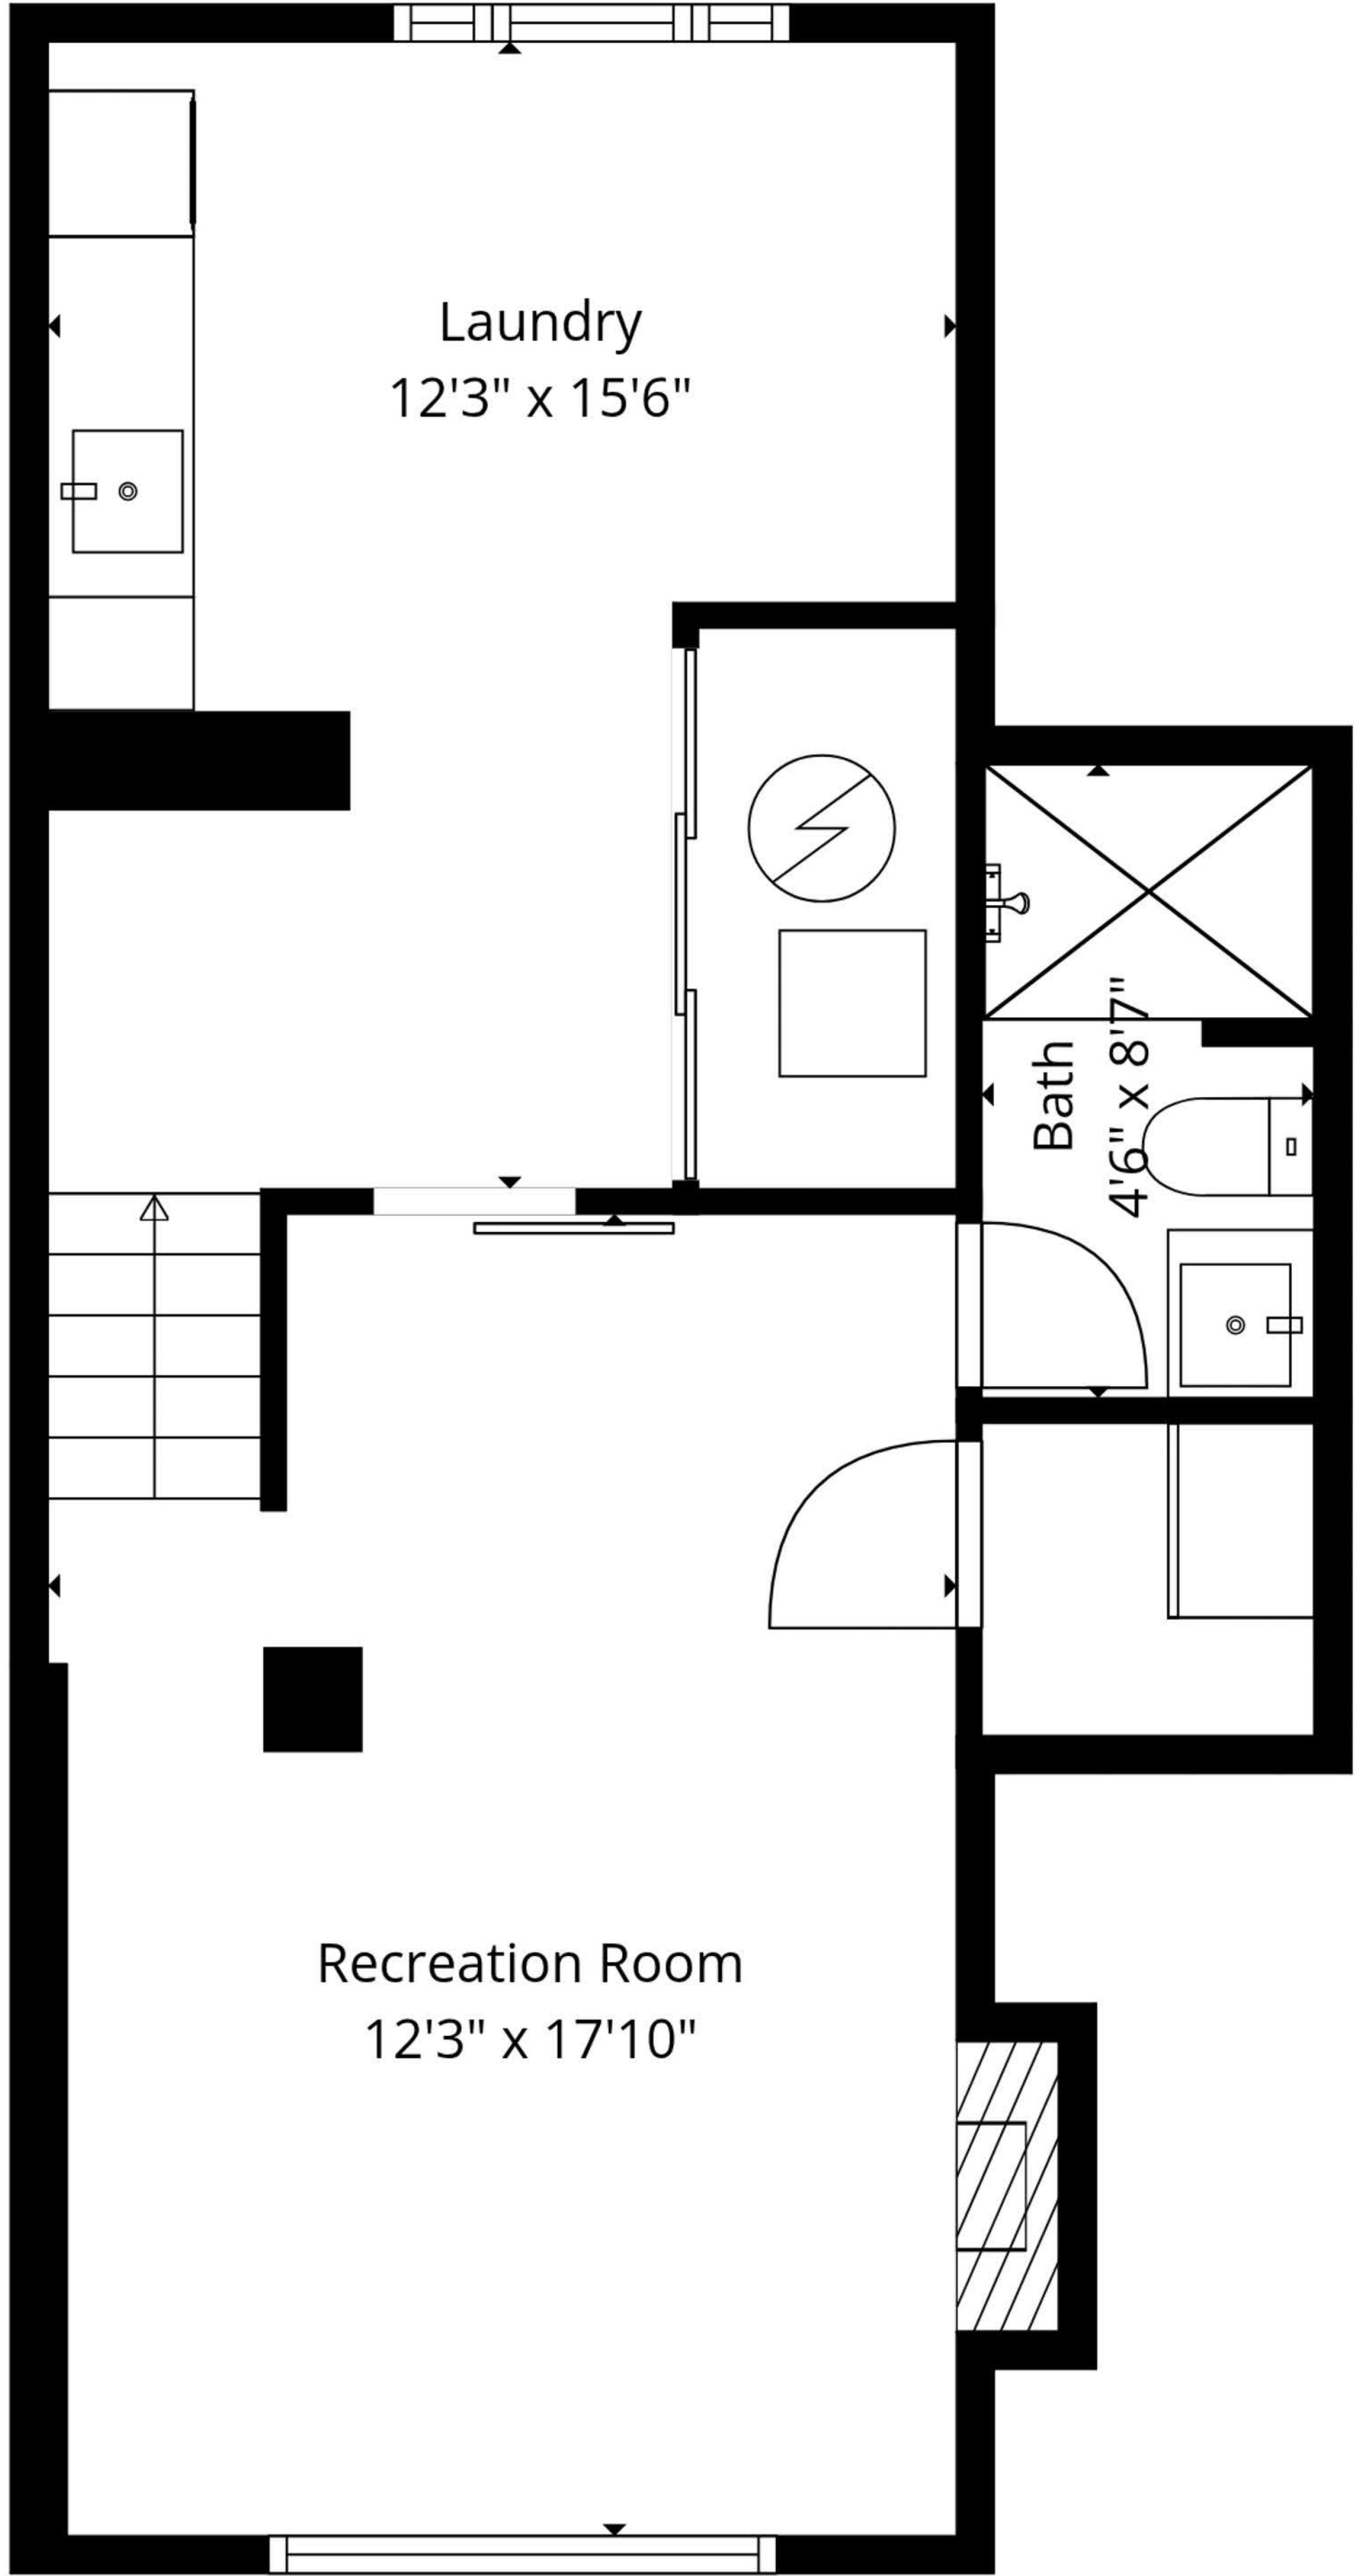 Laundry
12'3" x 15'6"
Bath
4'6" x 8'7"
Recreation Room
12'3" x 17'10"